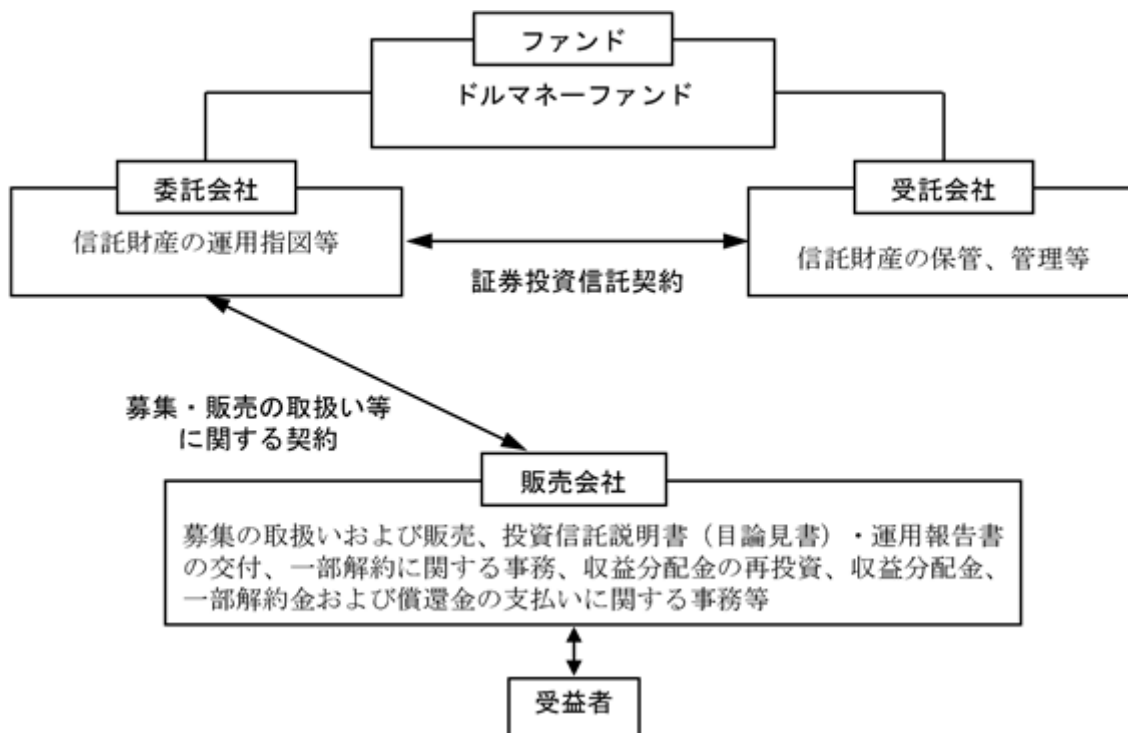 ファンド
ドルマネーファンド
委託会社
信託財産の運用指図等
受託会社
信託財産の保管、管理等
証券投資信託契約
募集・販売の取扱い等
に関する契約
販売会社
募集の取扱いおよび販売、投資信託説明書（目論見書）・運用報告書
の交付、一部解約に関する事務、収益分配金の再投資、収益分配金、
一部解約金および償還金の支払いに関する事務等
受益者